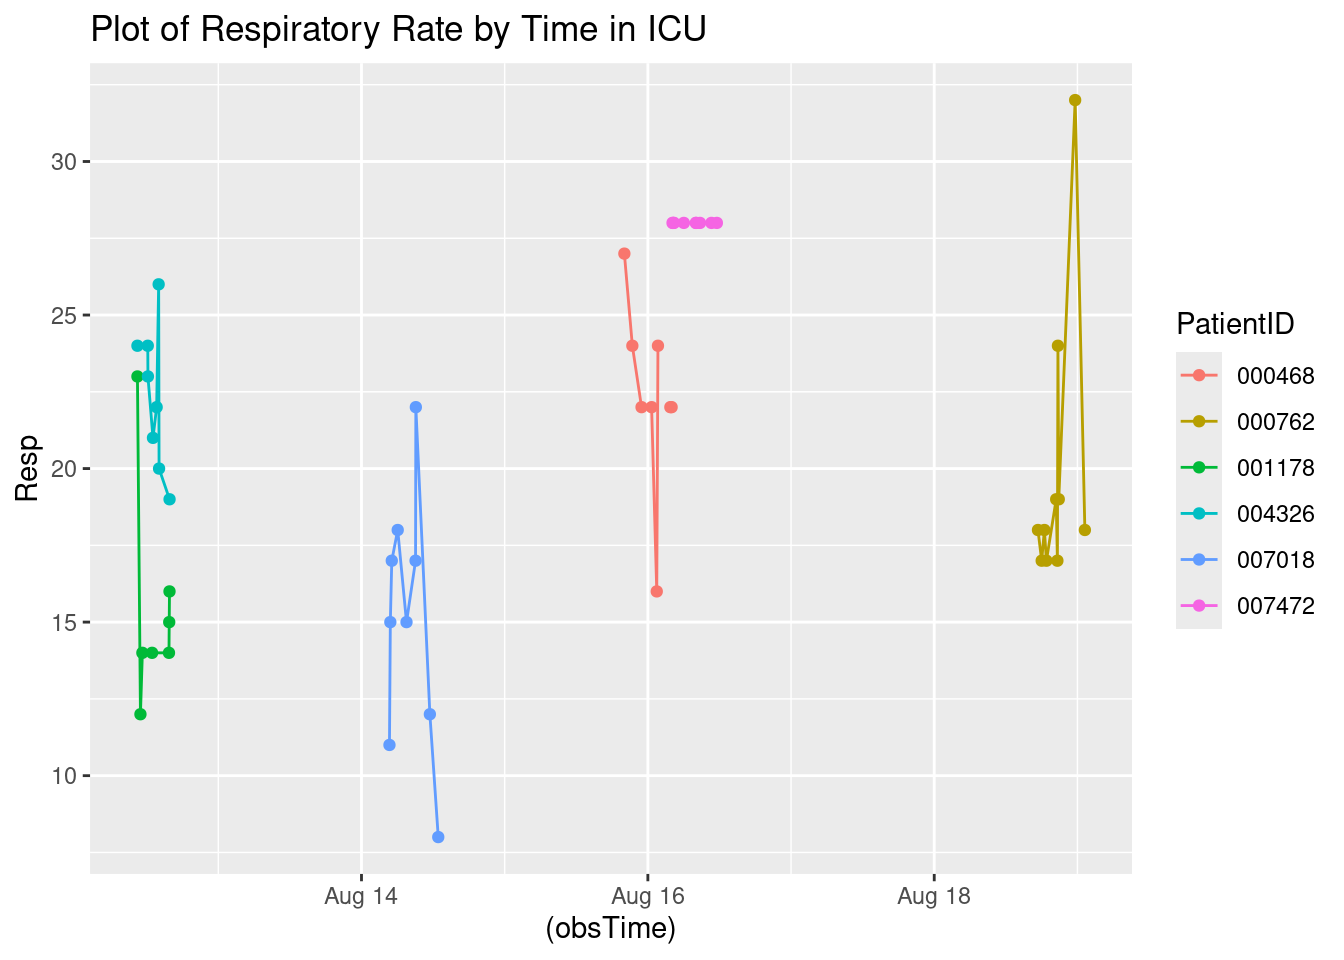 Plot of Respiratory Rate by Time in ICU
Resp
30
25
20
15
10
Aug 14
Aug 16
Aug 18
(obsTime)
PatientID
000468
000762
001178
004326
007018
007472